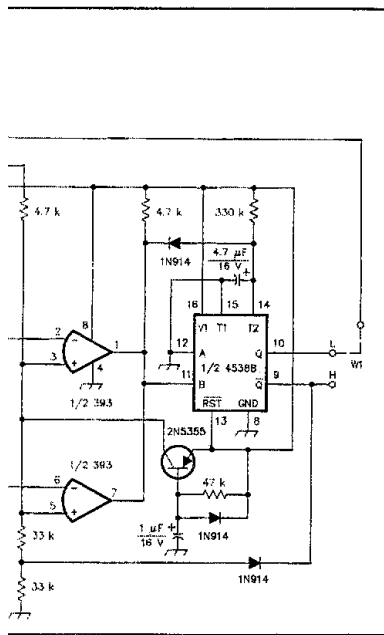 4.7 k
4.7 k
330 k
1N914
4.7 µF
16 V
+
16
15
14
V1
T1
T2
2
8
1
12
A
Q
10
L
W1
3
4
1/2 4538B
11
B
Q
9
H
1/2 393
RST
GND
13
8
2N5355
1/2 393
6
7
47 k
5
1 µF
16 V
+
1N914
33 k
1N914
33 k